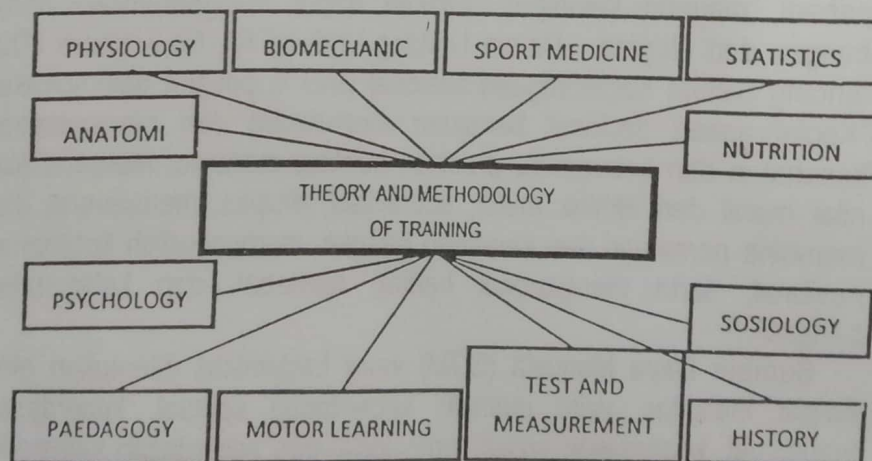 PHYSIOLOGY
BIOMECHANIC
SPORT MEDICINE
STATISTICS
ANATOMI
NUTRITION
THEORY AND METHODOLOGY
OF TRAINING
PSYCHOLOGY
SOSIOLOGY
PAEDAGOGY
MOTOR LEARNING
TEST AND
MEASUREMENT
HISTORY